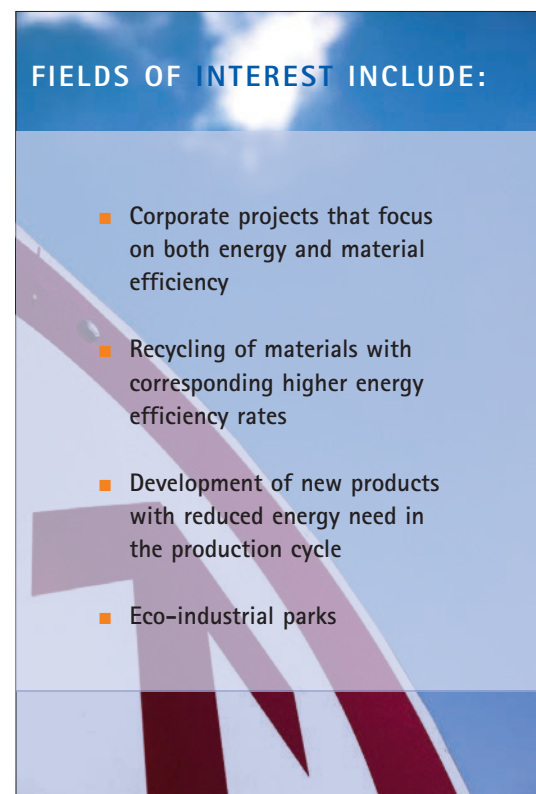 FIELDS OF INTEREST INCLUDE:
■ Corporate projects that focus
on both energy and material
efficiency
■ Recycling of materials with
corresponding higher energy
efficiency rates
■ Development of new products
with reduced energy need in
the production cycle
■ Eco-industrial parks